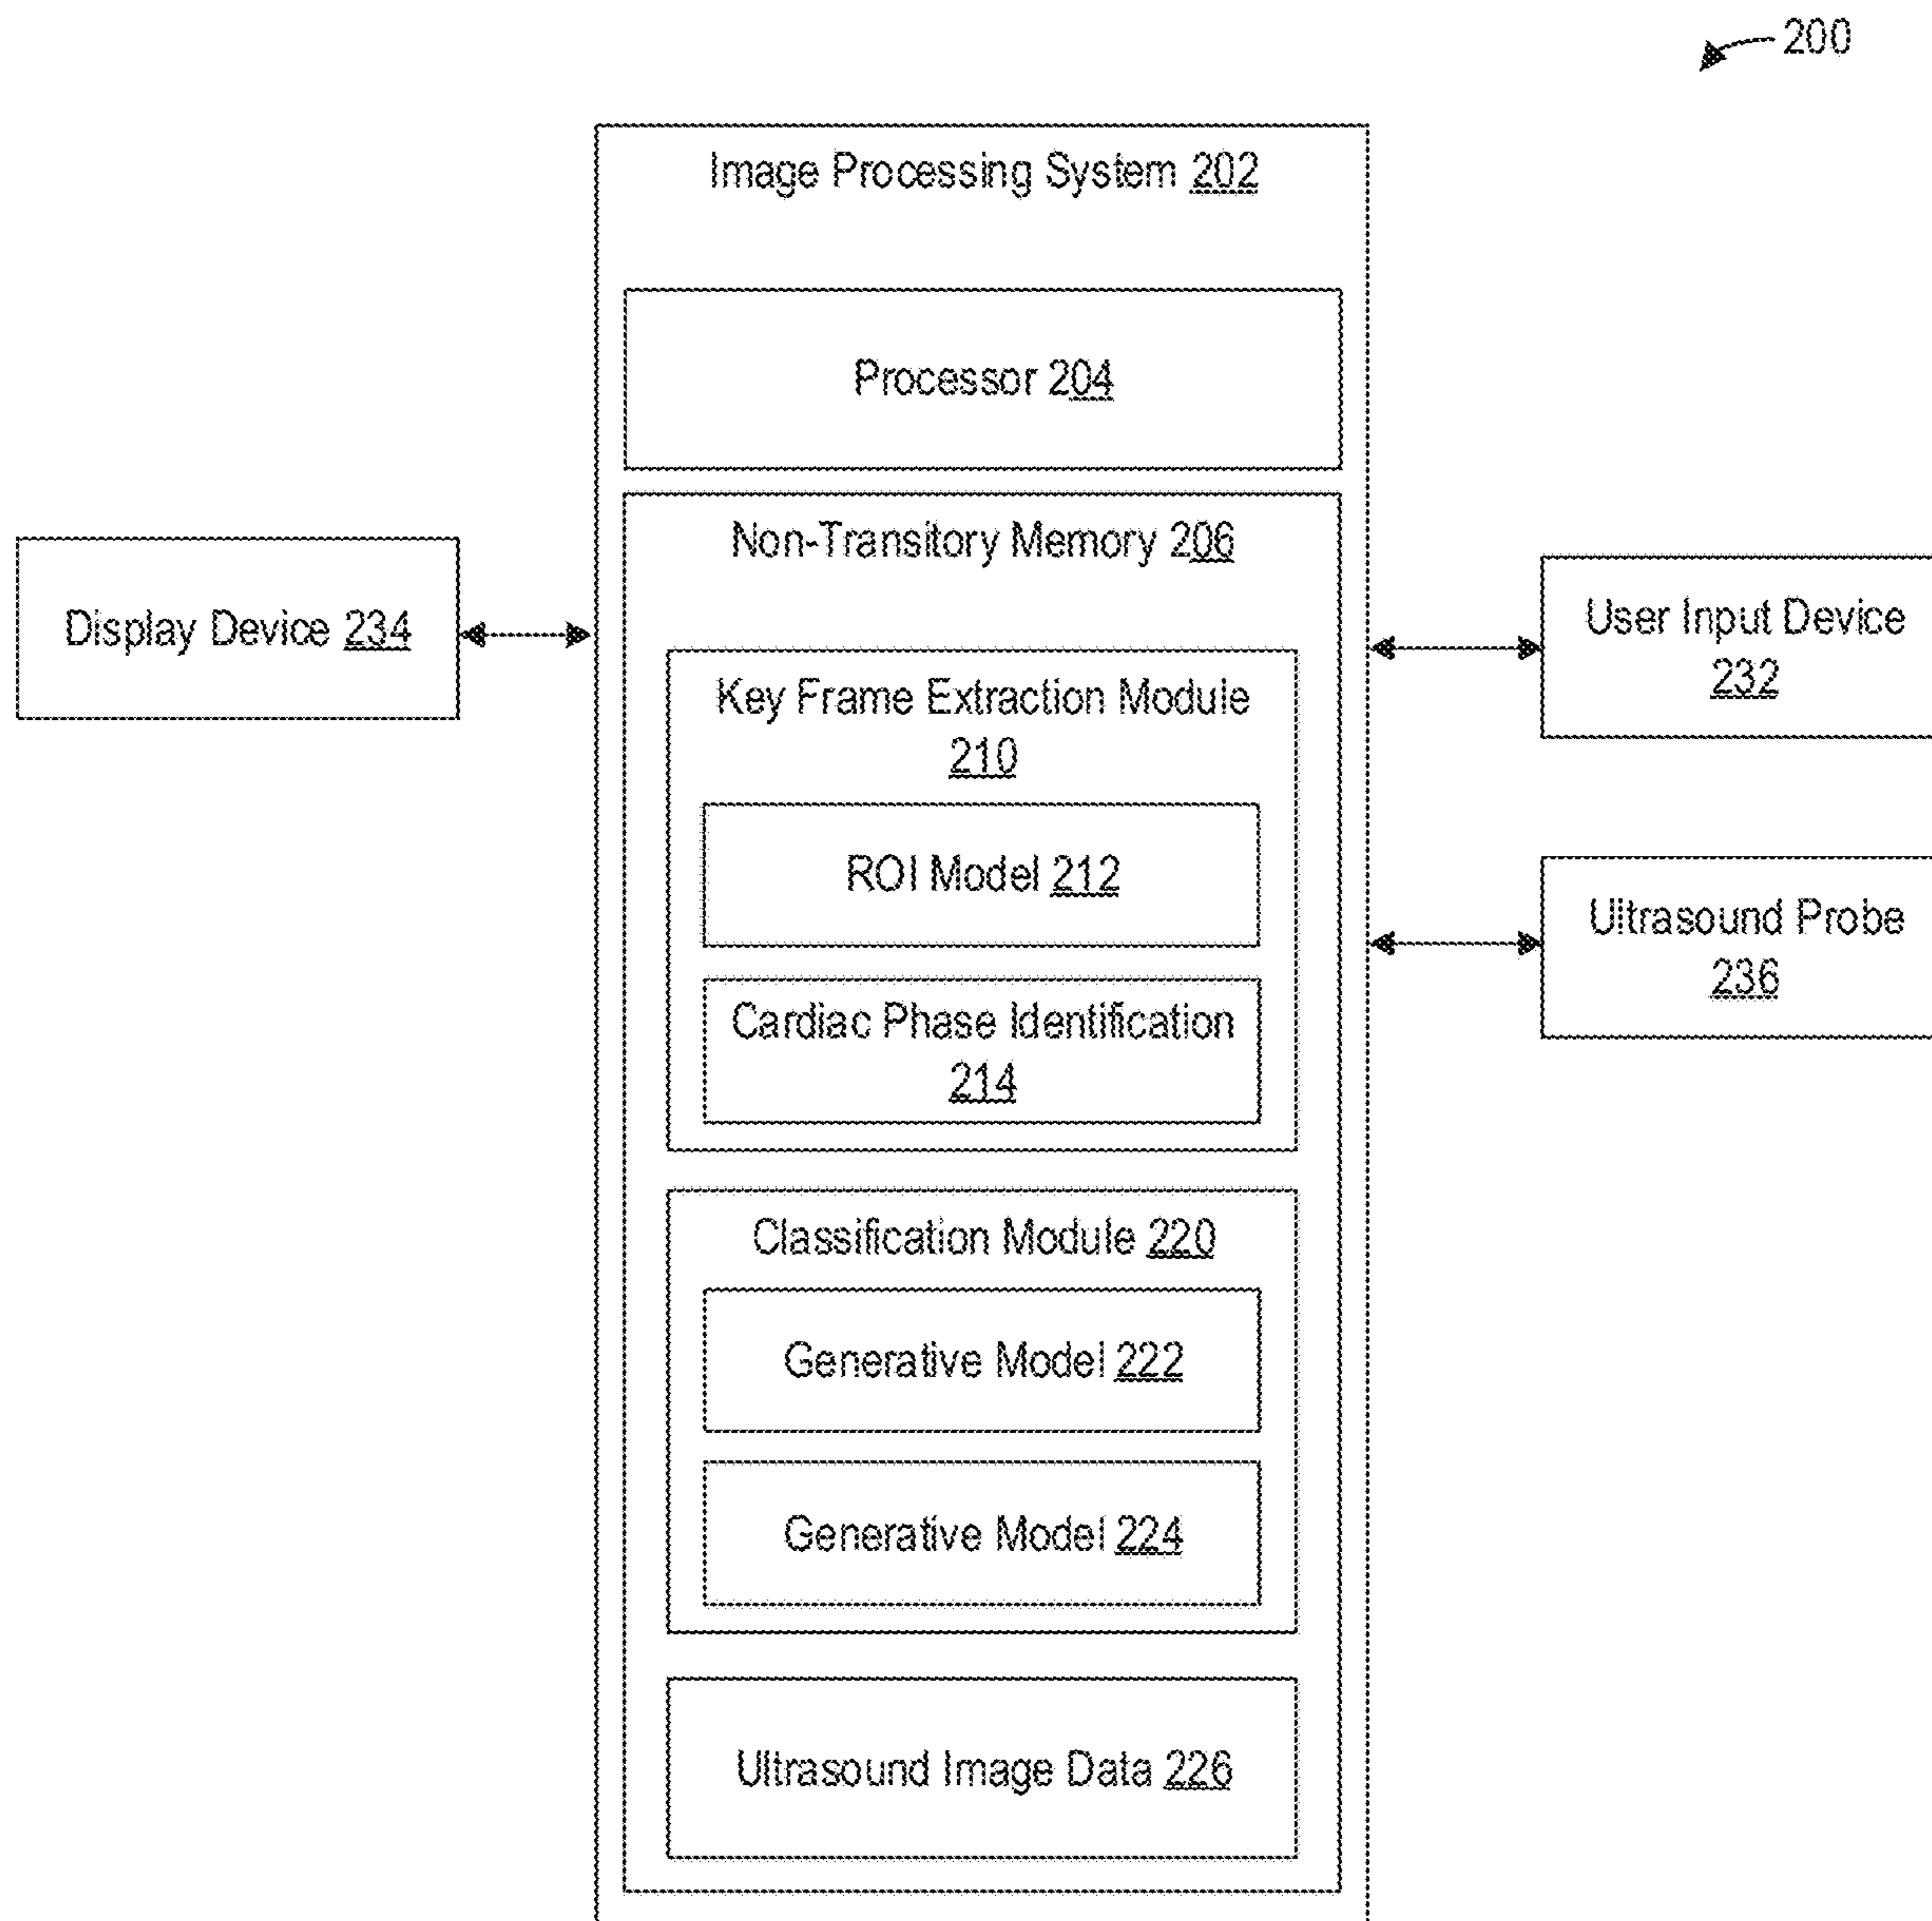 200
Image Processing System 202
Processor 204
Non-Transitory Memory 206
Display Device 234
User Input Device
232
Key Frame Extraction Module
210
ROI Model 212
Ultrasound Probe
236
Cardiac Phase Identification
214
Classification Module 220
Generative Model 222
Generative Model 224
Ultrasound Image Data 226